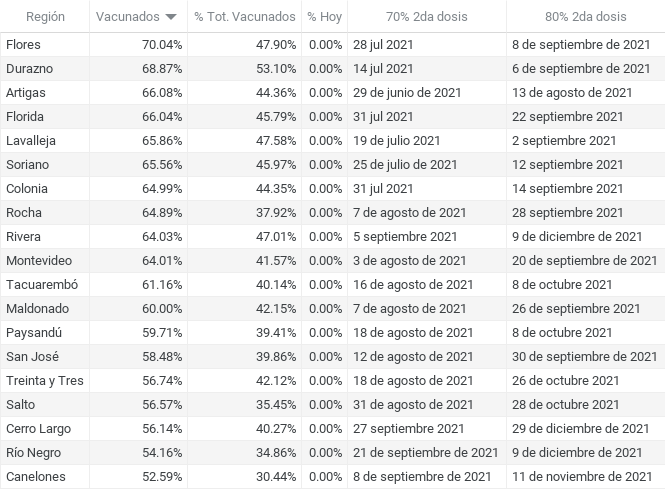 Región Vacunados % Tot. Vacunados % Hoy 70% 2da dosis 80% 2da dosis
Flores 70.04% 47.90% 0.00% 28 jul 2021 8 de septiembre de 2021
Durazno 68.87% 53.10% 0.00% 14 jul 2021 6 de septiembre de 2021
Artigas 66.08% 44.36% 0.00% 29 de junio de 2021 13 de agosto de 2021
Florida 66.04% 45.79% 0.00% 31 jul 2021 22 septiembre 2021
Lavalleja 65.86% 47.58% 0.00% 19 de julio 2021 2 septiembre 2021
Soriano 65.56% 45.97% 0.00% 25 de julio de 2021 12 septiembre 2021
Colonia 64.99% 44.35% 0.00% 31 jul 2021 14 septiembre 2021
Rocha 64.89% 37.92% 0.00% 7 de agosto de 2021 28 septiembre 2021
Rivera 64.03% 47.01% 0.00% 5 septiembre 2021 9 de diciembre de 2021
Montevideo 64.01% 41.57% 0.00% 3 de agosto de 2021 20 de septiembre de 2021
Tacuarembó 61.16% 40.14% 0.00% 16 de agosto de 2021 8 de octubre 2021
Maldonado 60.00% 42.15% 0.00% 7 de agosto de 2021 26 de septiembre 2021
Paysandú 59.71% 39.41% 0.00% 18 de agosto de 2021 8 de octubre 2021
San José 58.48% 39.86% 0.00% 12 de agosto de 2021 30 de septiembre de 2021
Treinta y Tres 56.74% 42.12% 0.00% 18 de agosto de 2021 26 de octubre 2021
Salto 56.57% 35.45% 0.00% 31 de agosto de 2021 28 de octubre 2021
Cerro Largo 56.14% 40.27% 0.00% 27 septiembre 2021 29 de diciembre de 2021
Río Negro 54.16% 34.86% 0.00% 21 de septiembre de 2021 9 de diciembre de 2021
Canelones 52.59% 30.44% 0.00% 8 de septiembre de 2021 11 de noviembre de 2021